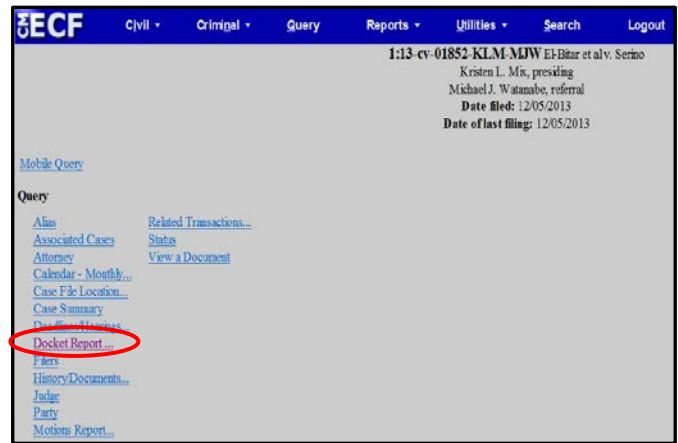 CM ECF Civil Criminal Query Reports Utilities Search Logout
1:13-cv-01852-KLM-MJW El-Bitar et al v. Serino
Kristen L. Mix, presiding
Michael J. Watanabe, referral
Date filed: 12/05/2013
Date of last filing: 12/05/2013
Mobile Query
Query
Alias Related Transactions...
Associated Cases Status
Attorney View a Document
Calendar - Monthly...
Case File Location...
Case Summary
Deadlines/Hearings...
Docket Report ...
Filers
History/Documents...
Judge
Party
Motions Report...